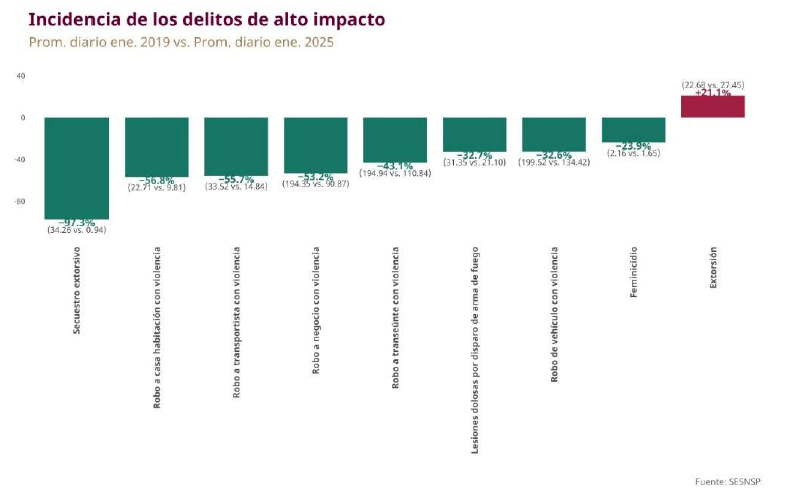 Incidencia de los delitos de alto impacto
Prom. diario ene. 2019 vs. Prom. diario ene. 2025
40
0
-40
-80
−97.3%
(34.26 vs. 0.94)
−56.8%
(22.71 vs. 9.81)
−55.7%
(33.52 vs. 14.84)
−53.2%
(194.35 vs. 90.87)
−43.1%
(194.94 vs. 110.84)
−32.7%
(31.35 vs. 21.10)
−32.6%
(199.52 vs. 134.42)
−23.9%
(2.16 vs. 1.65)
(22.68 vs. 27.45)
+21.1%
Secuestro extorsivo
Robo a casa habitación con violencia
Robo a transportista con violencia
Robo a negocio con violencia
Robo a transeúnte con violencia
Lesiones dolosas por disparo de arma de fuego
Robo de vehículo con violencia
Feminicidio
Extorsión
Fuente: SESNSP